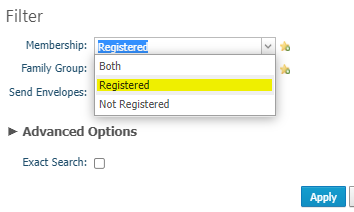 Filter
Membership: Registered
Both
Family Group:
Registered
Send Envelopes:
Not Registered
▶ Advanced Options
Exact Search:
Apply